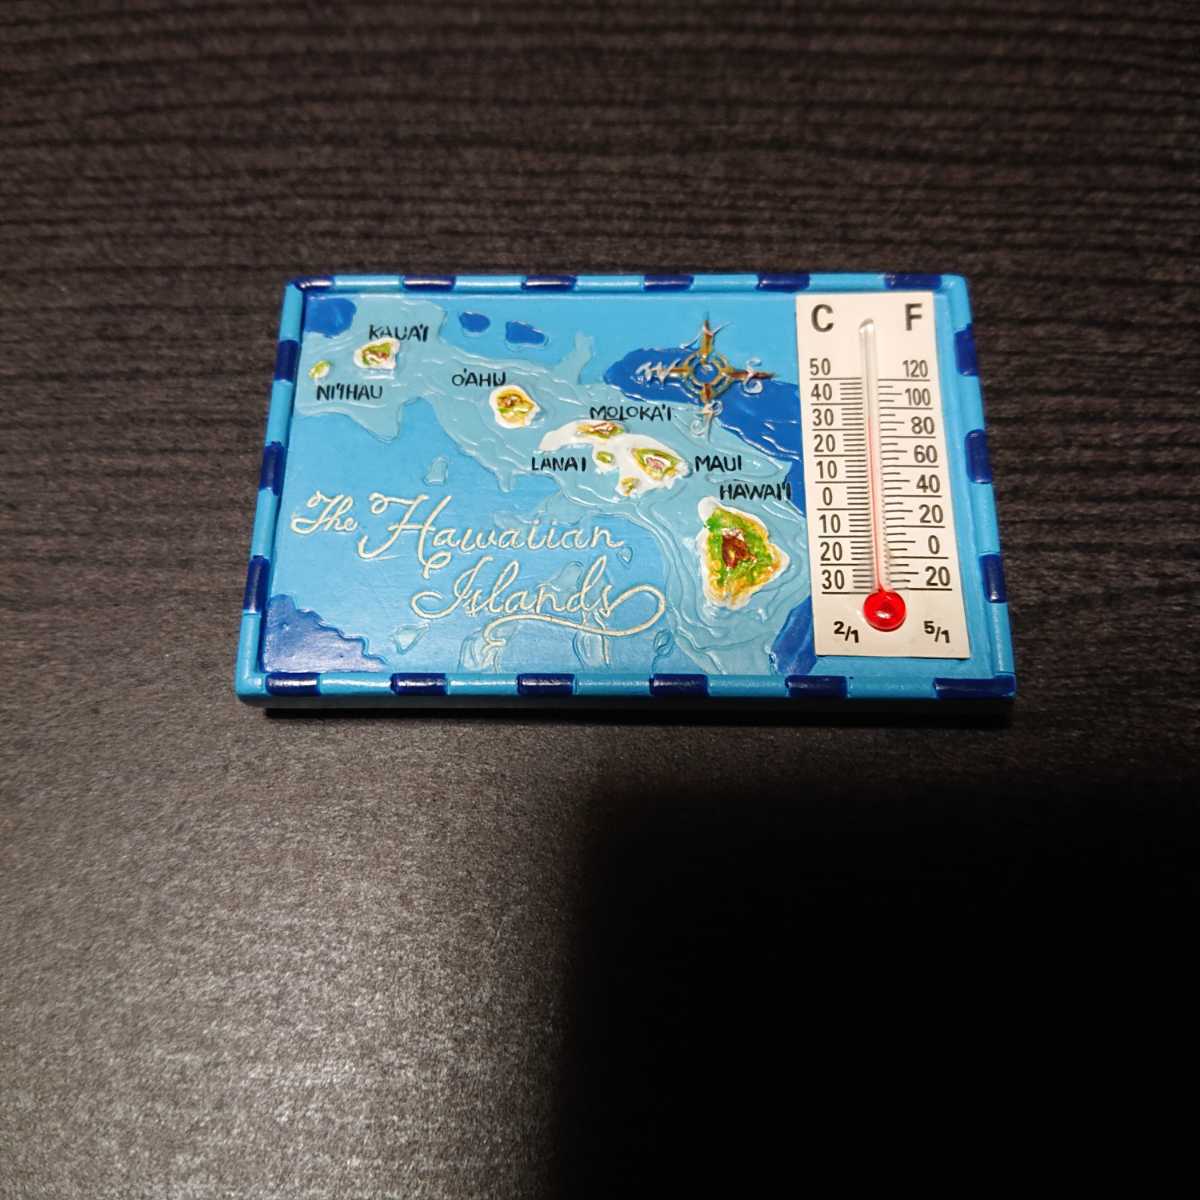 KAUA'I
NI'IHAU
O'AHU
MOLOKA'I
LANA'I
MAUI
HAWAI'I
N
W
E
S
The Hawaiian
Islands
C F
50 120
40 100
30 80
20 60
10 40
0 20
10 0
20 20
30
2/1 5/1